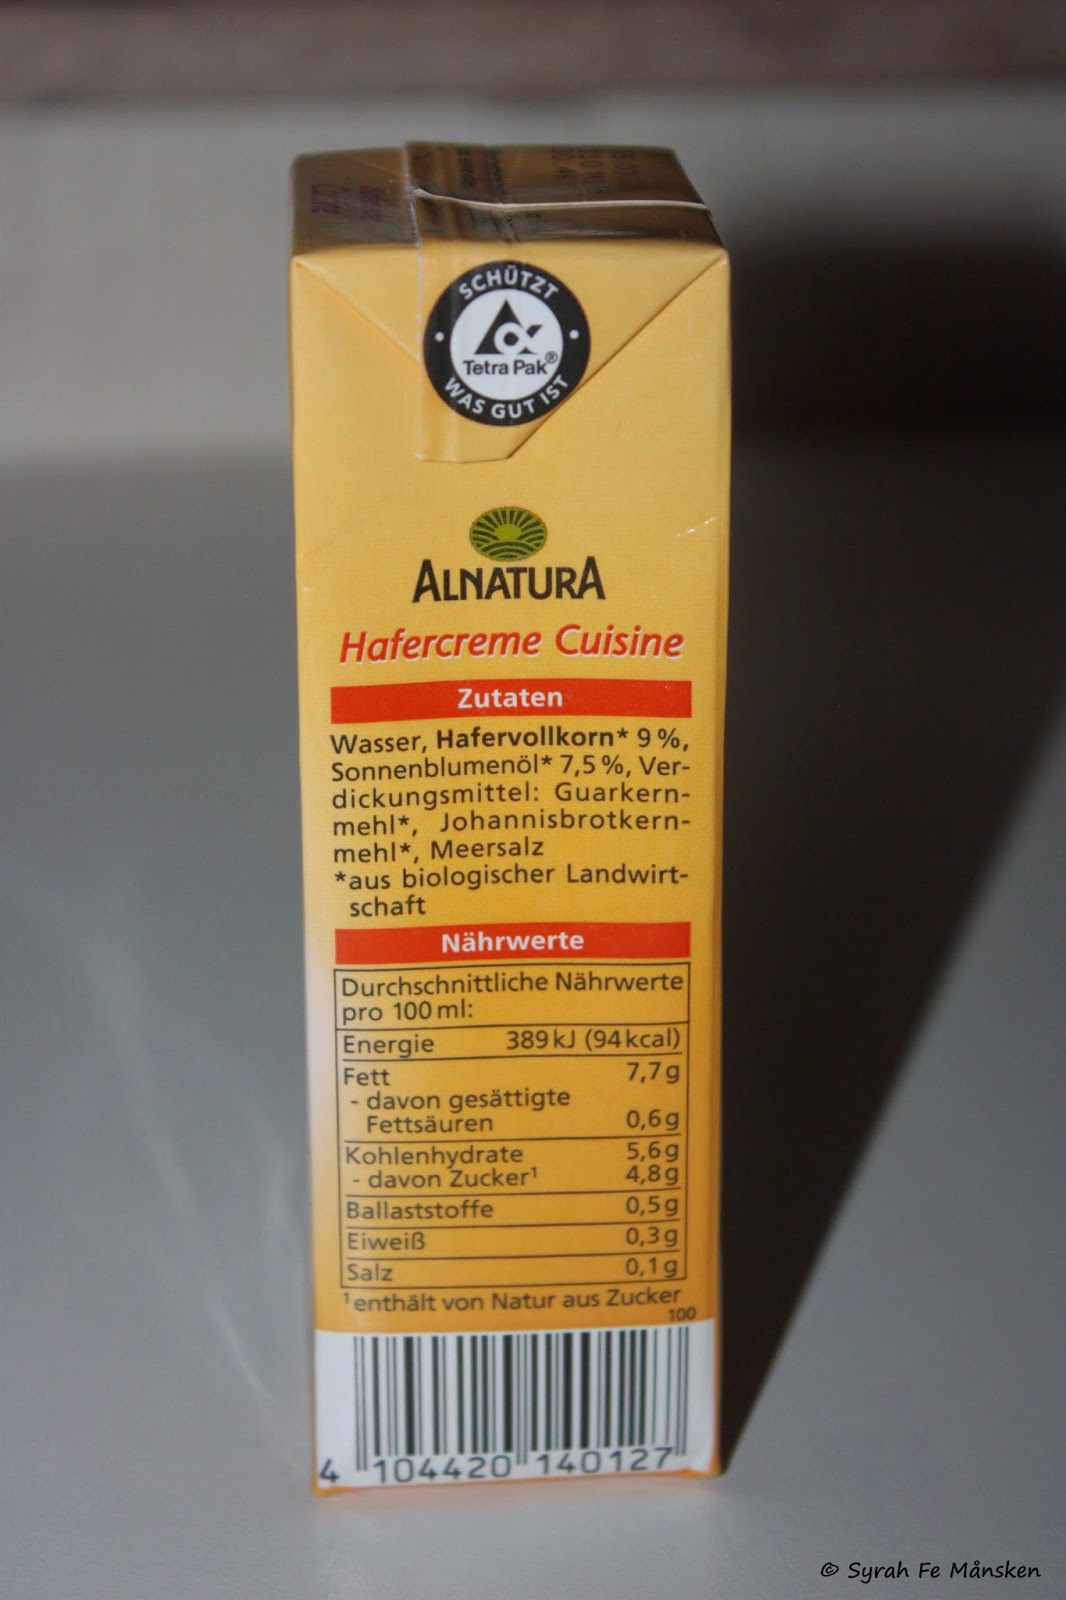 SCHÜTZT
Tetra Pak®
WAS GUT IST
ALNATURA
Hafercreme Cuisine
Zutaten
Wasser, Hafervollkorn* 9 %,
Sonnenblumenöl* 7,5 %, Ver-
dickungsmittel: Guarkern-
mehl*, Johannisbrotkern-
mehl*, Meersalz
*aus biologischer Landwirt-
schaft
Nährwerte
Durchschnittliche Nährwerte
pro 100 ml:
Energie 389 kJ (94 kcal)
Fett 7,7 g
- davon gesättigte
Fettsäuren 0,6 g
Kohlenhydrate 5,6 g
- davon Zucker¹ 4,8 g
Ballaststoffe 0,5 g
Eiweiß 0,3 g
Salz 0,1 g
¹enthält von Natur aus Zucker
100
4 104420 140127
© Syrah Fe Månsken